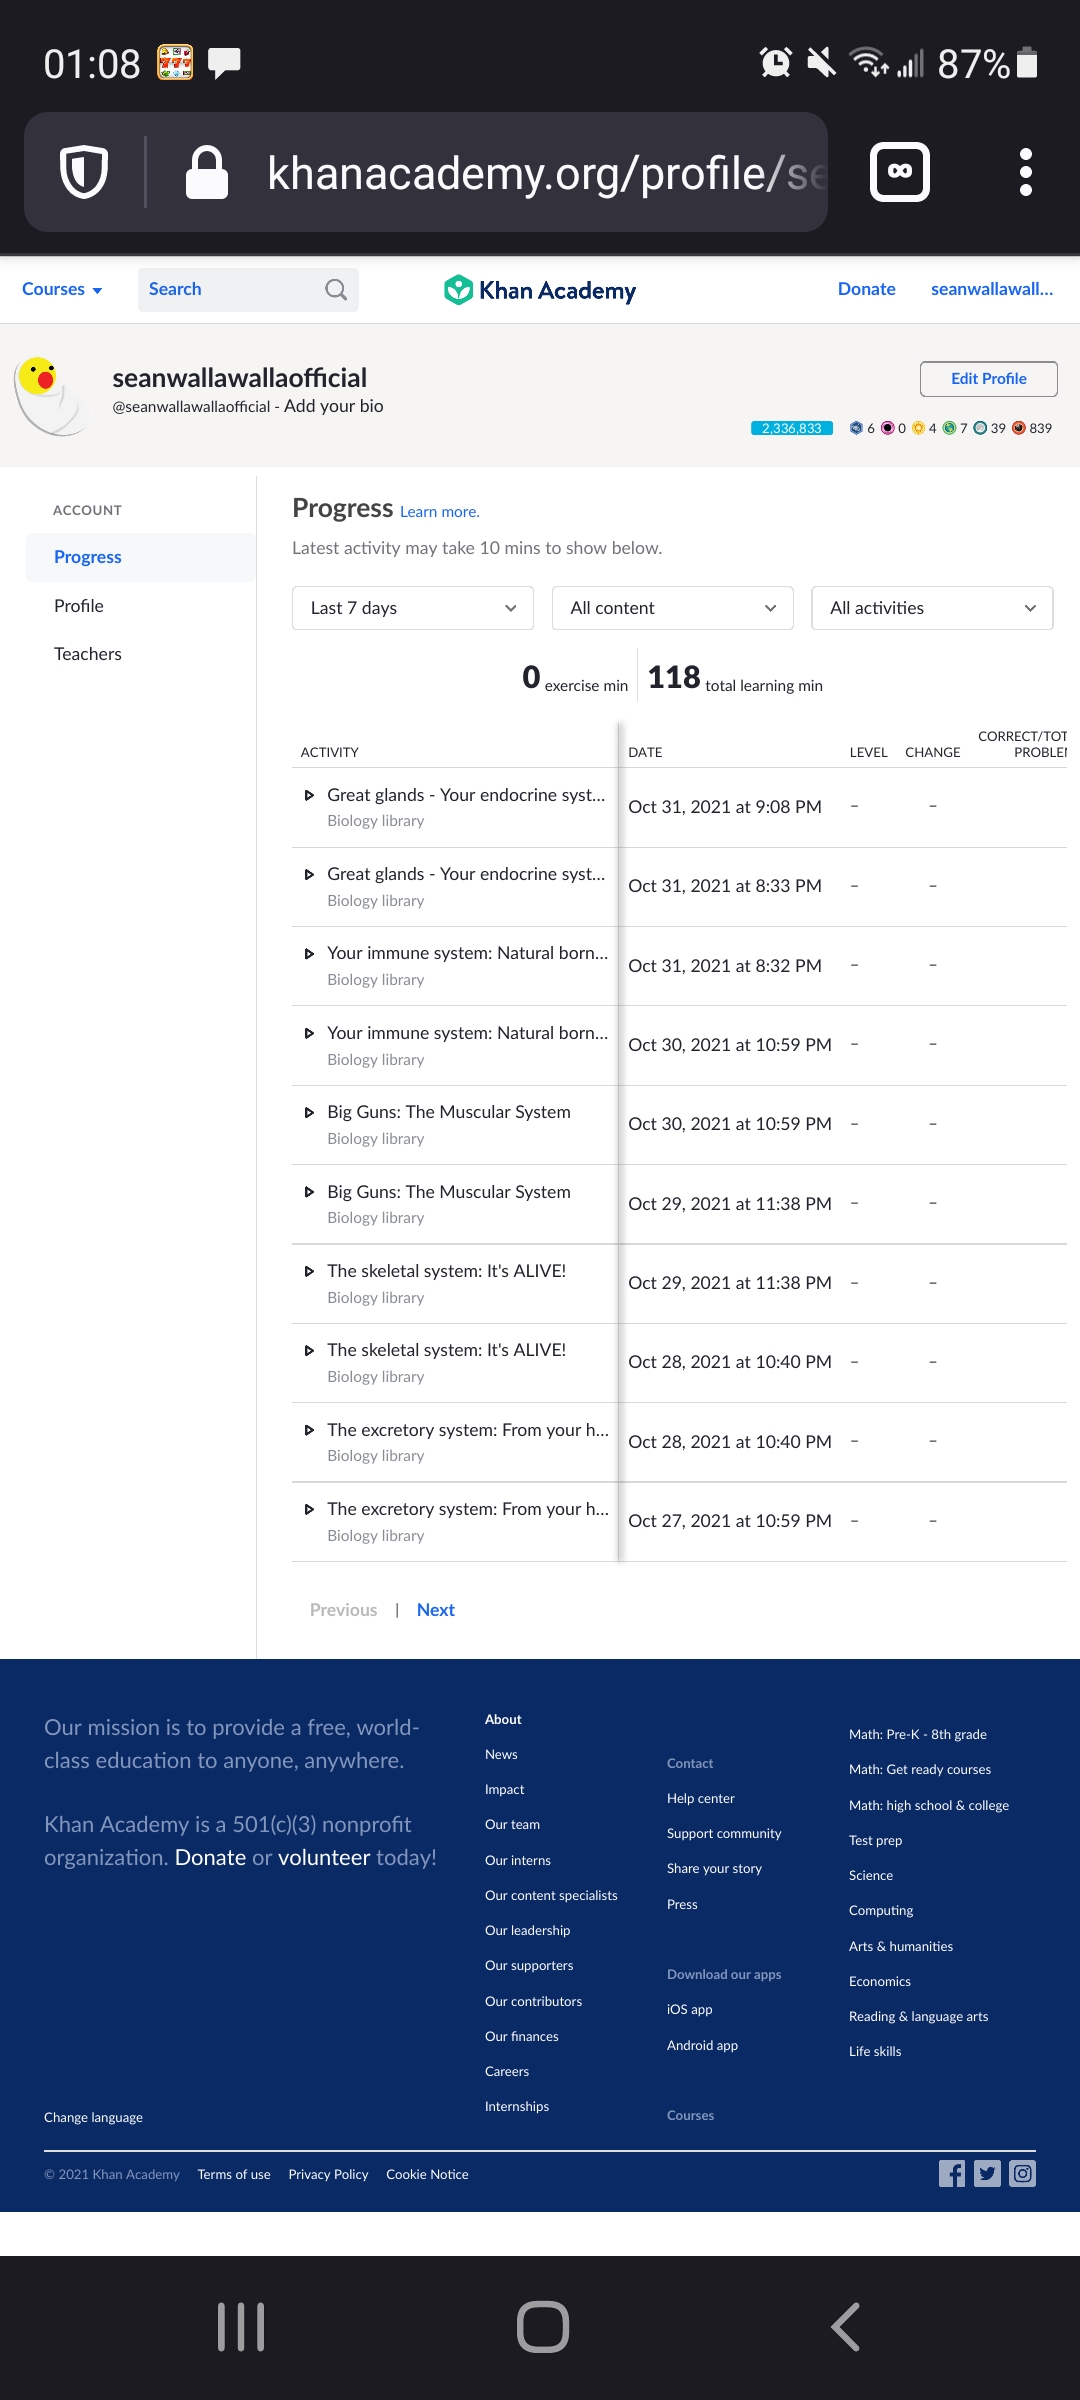 01:08 87%
khanacademy.org/profile/se
Courses Search Khan Academy Donate seanwallawall...
seanwallawallaofficial
@seanwallawallaofficial - Add your bio
Edit Profile
2,336,833 6 0 4 7 39 839
ACCOUNT
Progress
Profile
Teachers
Progress Learn more.
Latest activity may take 10 mins to show below.
Last 7 days All content All activities
0 exercise min 118 total learning min
ACTIVITY DATE LEVEL CHANGE CORRECT/TOT PROBLEM
Great glands - Your endocrine syst... Oct 31, 2021 at 9:08 PM – –
Biology library
Great glands - Your endocrine syst... Oct 31, 2021 at 8:33 PM – –
Biology library
Your immune system: Natural born... Oct 31, 2021 at 8:32 PM – –
Biology library
Your immune system: Natural born... Oct 30, 2021 at 10:59 PM – –
Biology library
Big Guns: The Muscular System Oct 30, 2021 at 10:59 PM – –
Biology library
Big Guns: The Muscular System Oct 29, 2021 at 11:38 PM – –
Biology library
The skeletal system: It's ALIVE! Oct 29, 2021 at 11:38 PM – –
Biology library
The skeletal system: It's ALIVE! Oct 28, 2021 at 10:40 PM – –
Biology library
The excretory system: From your h... Oct 28, 2021 at 10:40 PM – –
Biology library
The excretory system: From your h... Oct 27, 2021 at 10:59 PM – –
Biology library
Previous | Next
Our mission is to provide a free, world-
class education to anyone, anywhere.
Khan Academy is a 501(c)(3) nonprofit
organization. Donate or volunteer today!
Change language
About
News
Impact
Our team
Our interns
Our content specialists
Our leadership
Our supporters
Our contributors
Our finances
Careers
Internships
Contact
Help center
Support community
Share your story
Press
Download our apps
iOS app
Android app
Courses
Math: Pre-K - 8th grade
Math: Get ready courses
Math: high school & college
Test prep
Science
Computing
Arts & humanities
Economics
Reading & language arts
Life skills
© 2021 Khan Academy Terms of use Privacy Policy Cookie Notice